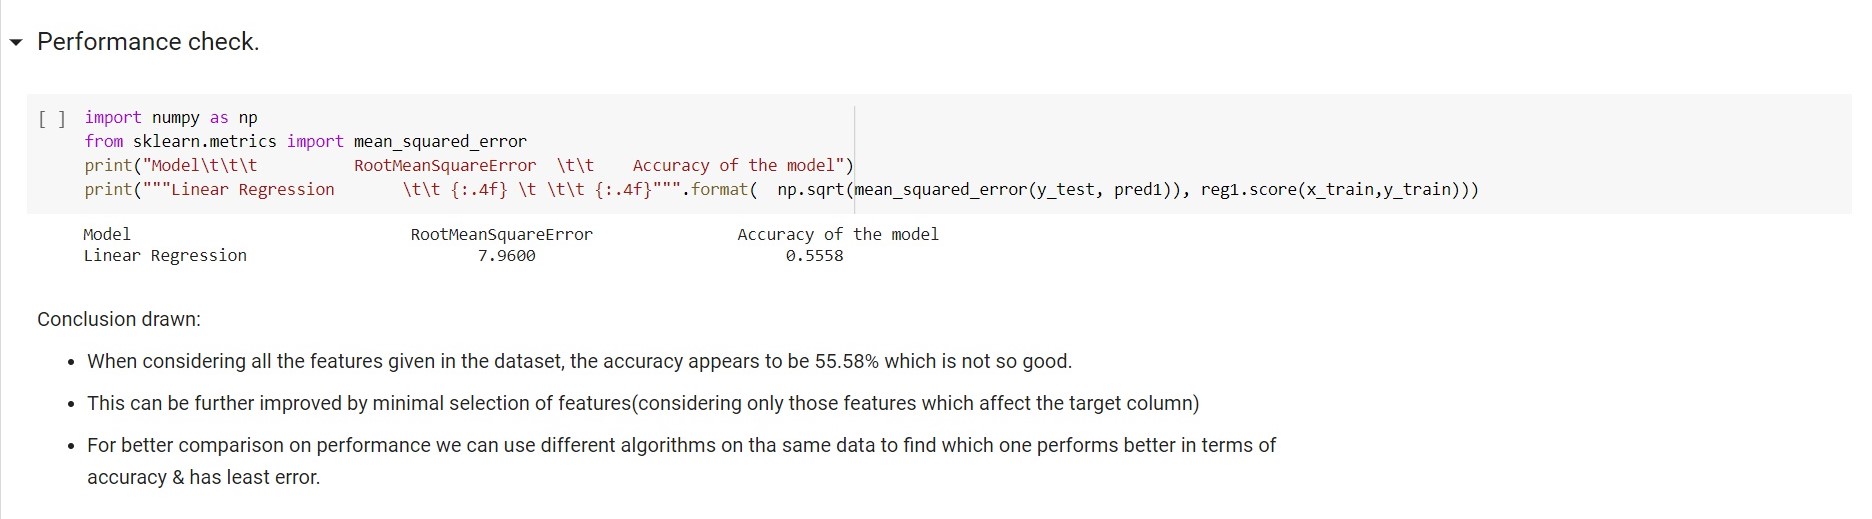 Performance check.
[ ] import numpy as np
from sklearn.metrics import mean_squared_error
print("Model\t\t\t          RootMeanSquareError  \t\t    Accuracy of the model")
print("""Linear Regression       \t\t {:.4f} \t \t\t {:.4f}""".format(  np.sqrt(mean_squared_error(y_test, pred1)), reg1.score(x_train,y_train)))
Model                             RootMeanSquareError               Accuracy of the model
Linear Regression                        7.9600                          0.5558
Conclusion drawn:
• When considering all the features given in the dataset, the accuracy appears to be 55.58% which is not so good.
• This can be further improved by minimal selection of features(considering only those features which affect the target column)
• For better comparison on performance we can use different algorithms on tha same data to find which one performs better in terms of
accuracy & has least error.